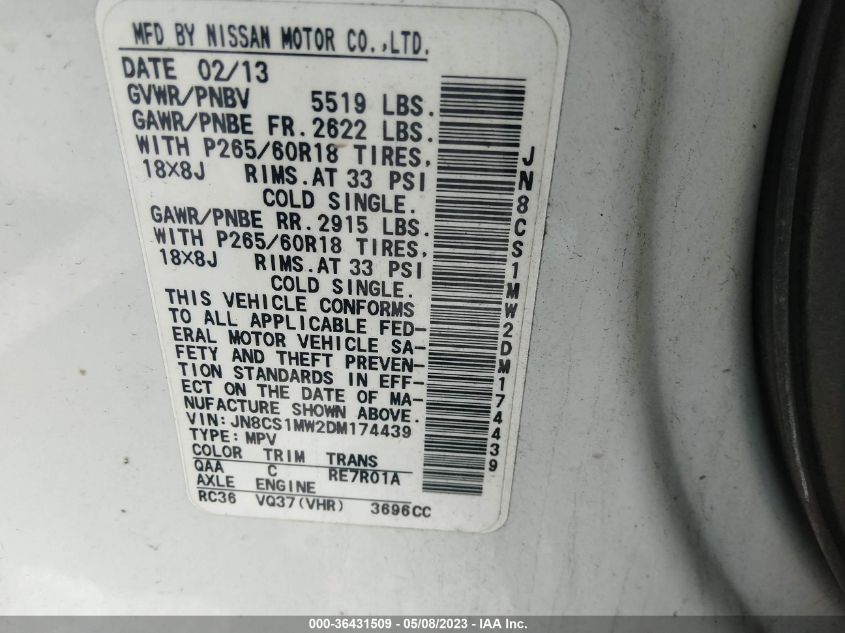 MFD BY NISSAN MOTOR CO.,LTD.
DATE 02/13
GVWR/PNBV 5519 LBS.
GAWR/PNBE FR. 2622 LBS.
WITH P265/60R18 TIRES,
18X8J RIMS. AT 33 PSI
COLD SINGLE.
GAWR/PNBE RR. 2915 LBS.
WITH P265/60R18 TIRES,
18X8J RIMS. AT 33 PSI
COLD SINGLE.
THIS VEHICLE CONFORMS
TO ALL APPLICABLE FED-
ERAL MOTOR VEHICLE SA-
FETY AND THEFT PREVEN-
TION STANDARDS IN EFF-
ECT ON THE DATE OF MA-
NUFACTURE SHOWN ABOVE.
VIN: JN8CS1MW2DM174439
TYPE: MPV
COLOR TRIM TRANS
QAA C RE7R01A
AXLE ENGINE
RC36 VQ37(VHR) 3696CC
JN8CS1MW2DM174439
000-36431509 - 05/08/2023 - IAA Inc.